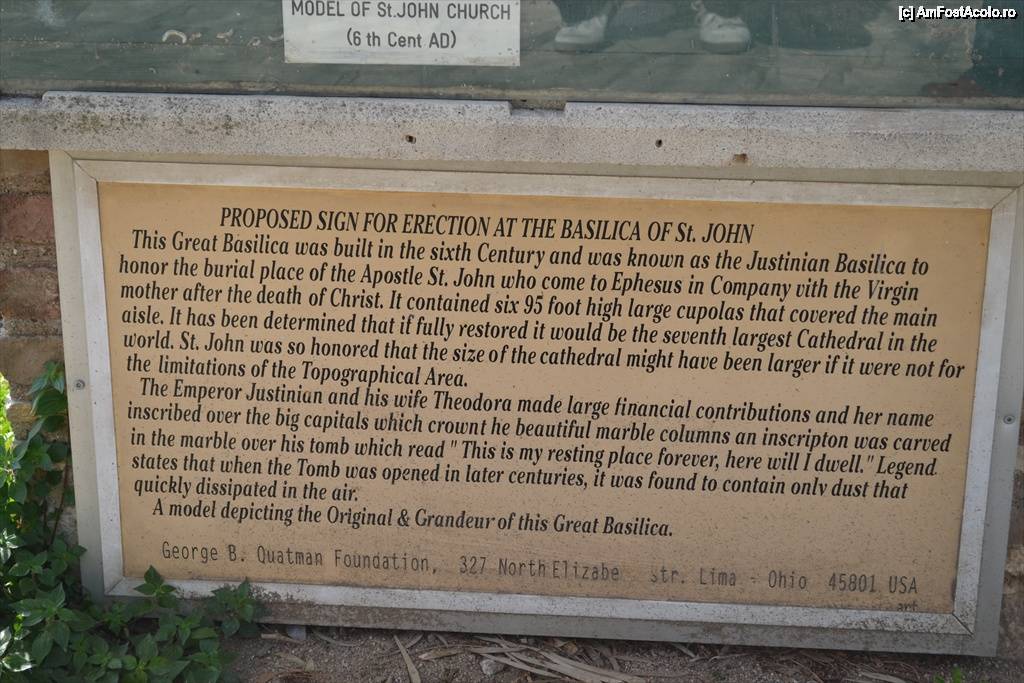 [c] AmFostAcolo.ro
MODEL OF St.JOHN CHURCH
(6 th Cent AD)
PROPOSED SIGN FOR ERECTION AT THE BASILICA OF St. JOHN
This Great Basilica was built in the sixth Century and was known as the Justinian Basilica to
honor the burial place of the Apostle St. John who come to Ephesus in Company vith the Virgin
mother after the death of Christ. It contained six 95 foot high large cupolas that covered the main
aisle. It has been determined that if fully restored it would be the seventh largest Cathedral in the
world. St. John was so honored that the size of the cathedral might have been larger if it were not for
the limitations of the Topographical Area.
The Emperor Justinian and his wife Theodora made large financial contributions and her name
inscribed over the big capitals which crownt he beautiful marble columns an inscripton was carved
in the marble over his tomb which read " This is my resting place forever, here will I dwell." Legend
states that when the Tomb was opened in later centuries, it was found to contain only dust that
quickly dissipated in the air.
A model depicting the Original & Grandeur of this Great Basilica.
George B. Quatman Foundation, 327 North Elizabe str. Lima - Ohio 45801 USA